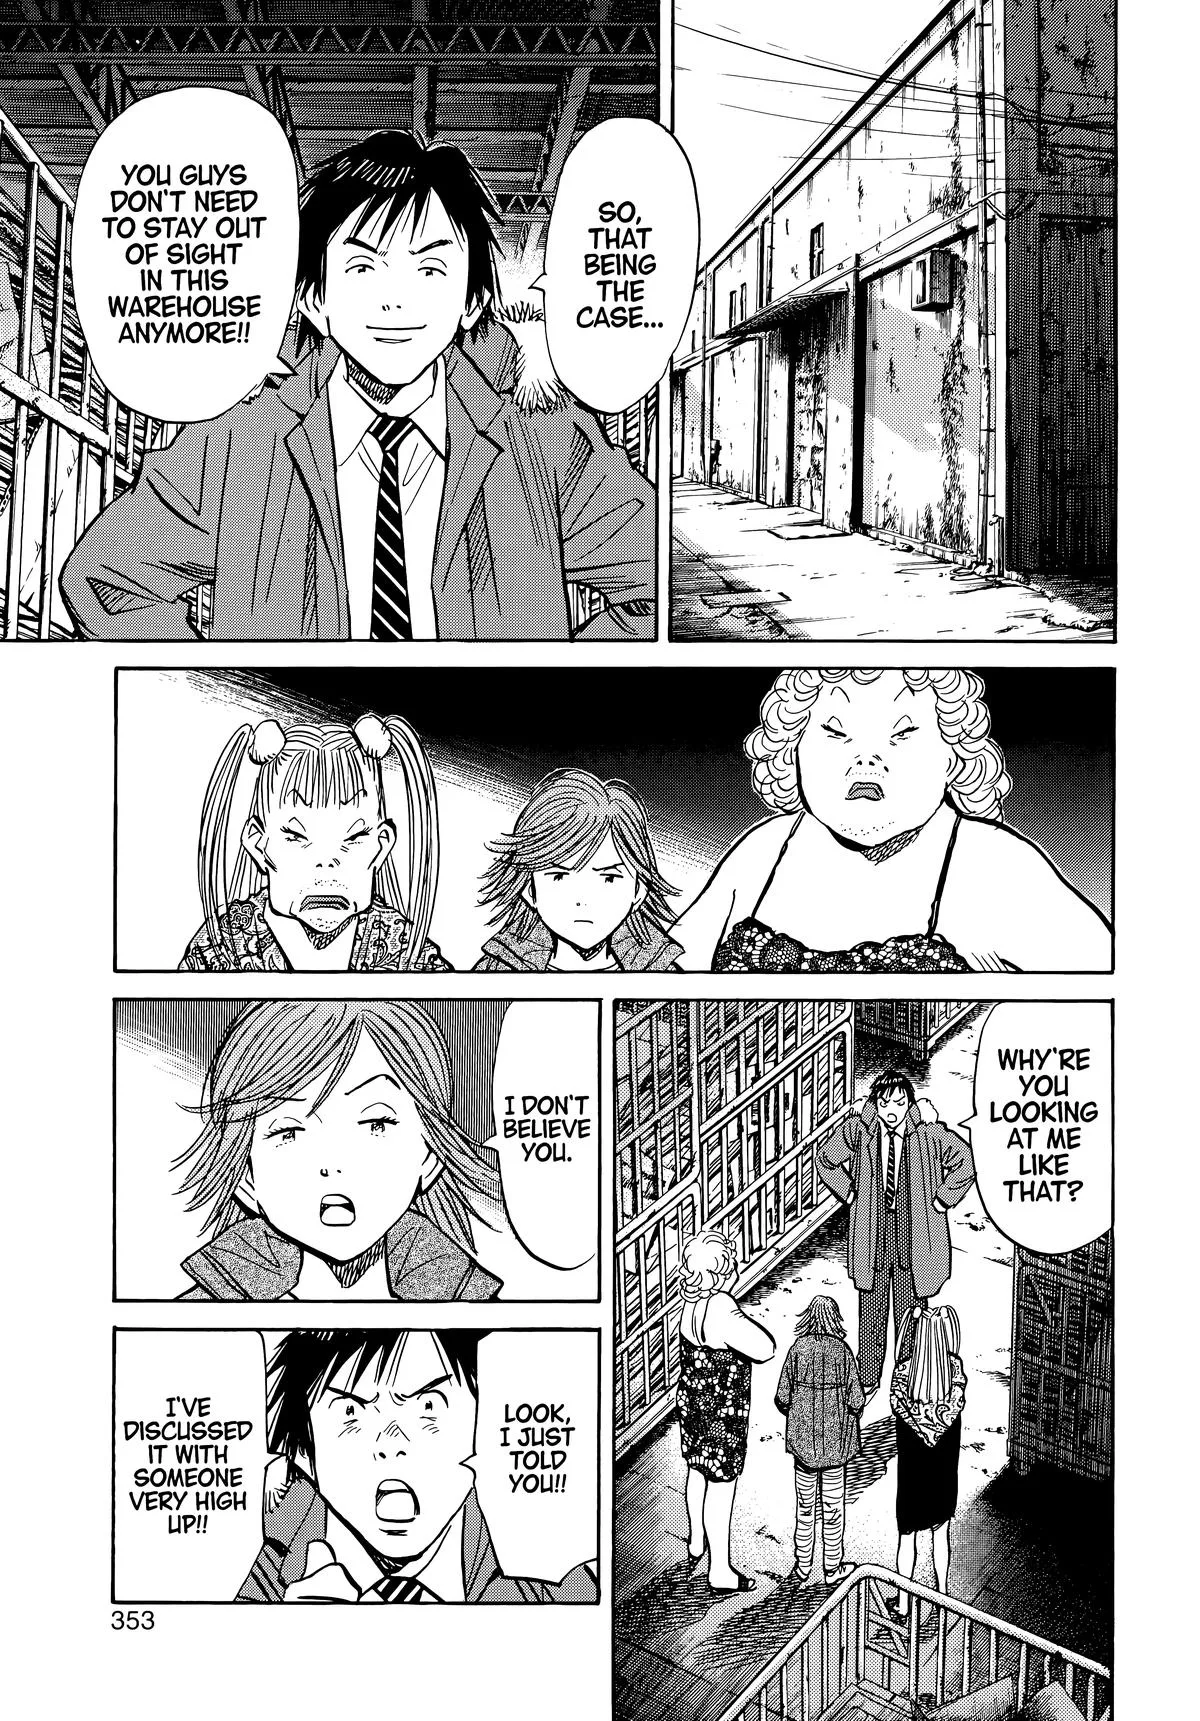 SO,
THAT
BEING
THE
CASE...
YOU GUYS
DON'T NEED
TO STAY OUT
OF SIGHT
IN THIS
WAREHOUSE
ANYMORE!!
WHY'RE
YOU
LOOKING
AT ME
LIKE
THAT?
I DON'T
BELIEVE
YOU.
LOOK,
I JUST
TOLD
YOU!!
I'VE
DISCUSSED
IT WITH
SOMEONE
VERY HIGH
UP!!
353